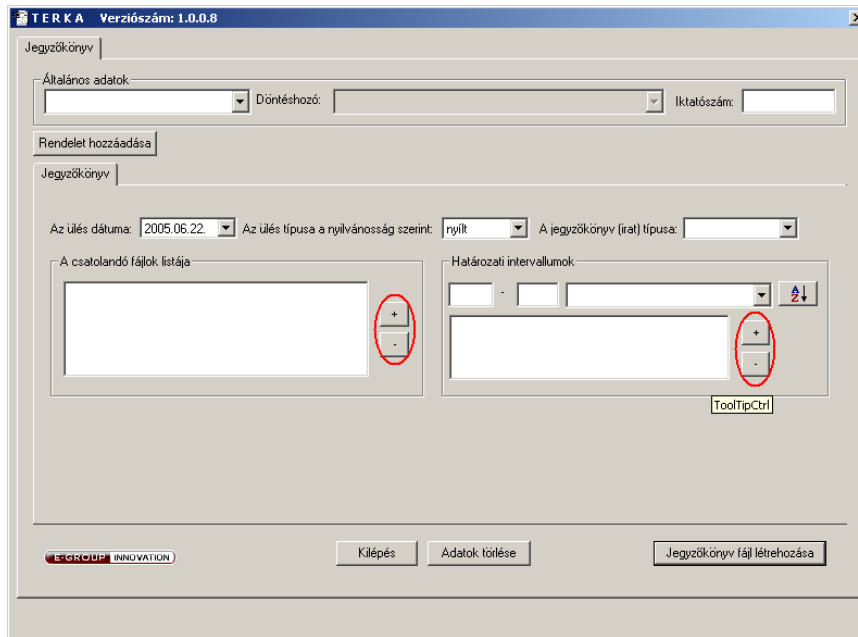 TERKA Verziószám: 1.0.0.8
Jegyzőkönyv
Általános adatok
Döntéshozó:
Iktatószám:
Rendelet hozzáadása
Jegyzőkönyv
Az ülés dátuma: 2005.06.22. Az ülés típusa a nyilvánosság szerint: nyílt A jegyzőkönyv (irat) típusa:
A csatolandó fájlok listája
Határozati intervallumok
-
A
Z
+
-
+
-
ToolTipCtrl
E-GROUP INNOVATION
Kilépés
Adatok törlése
Jegyzőkönyv fájl létrehozása